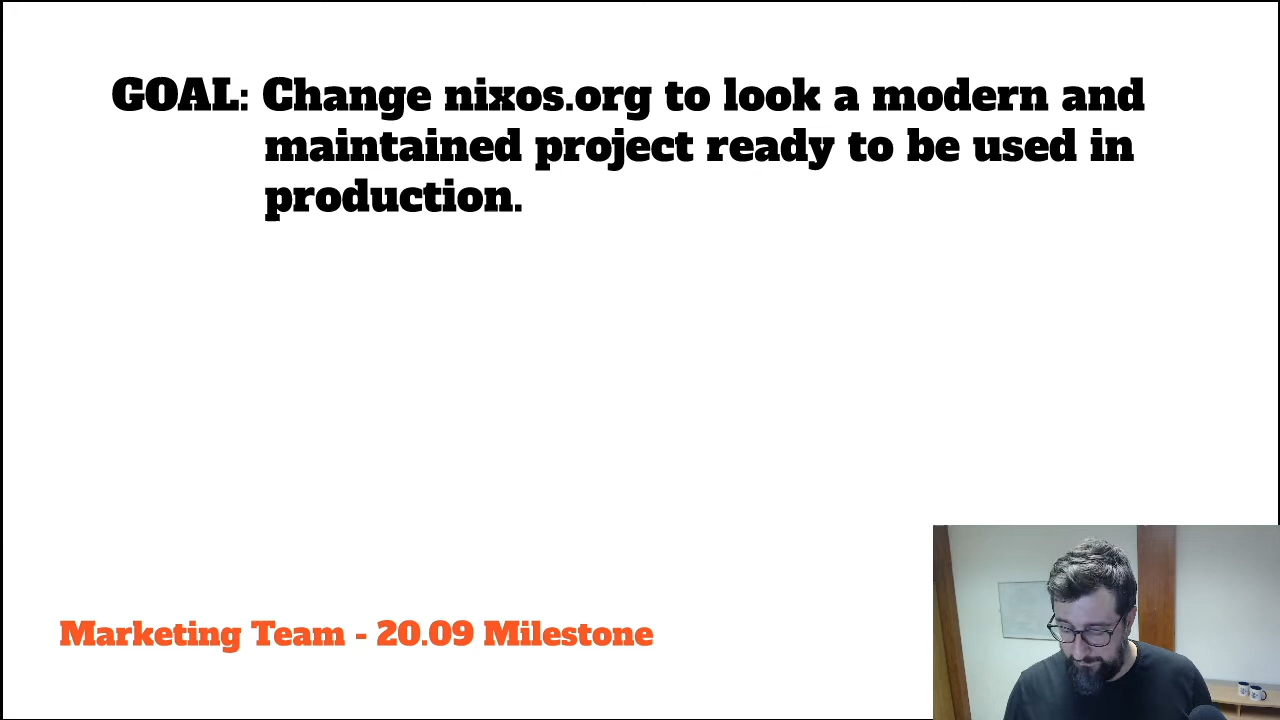 GOAL: Change nixos.org to look a modern and
maintained project ready to be used in
production.
Marketing Team - 20.09 Milestone